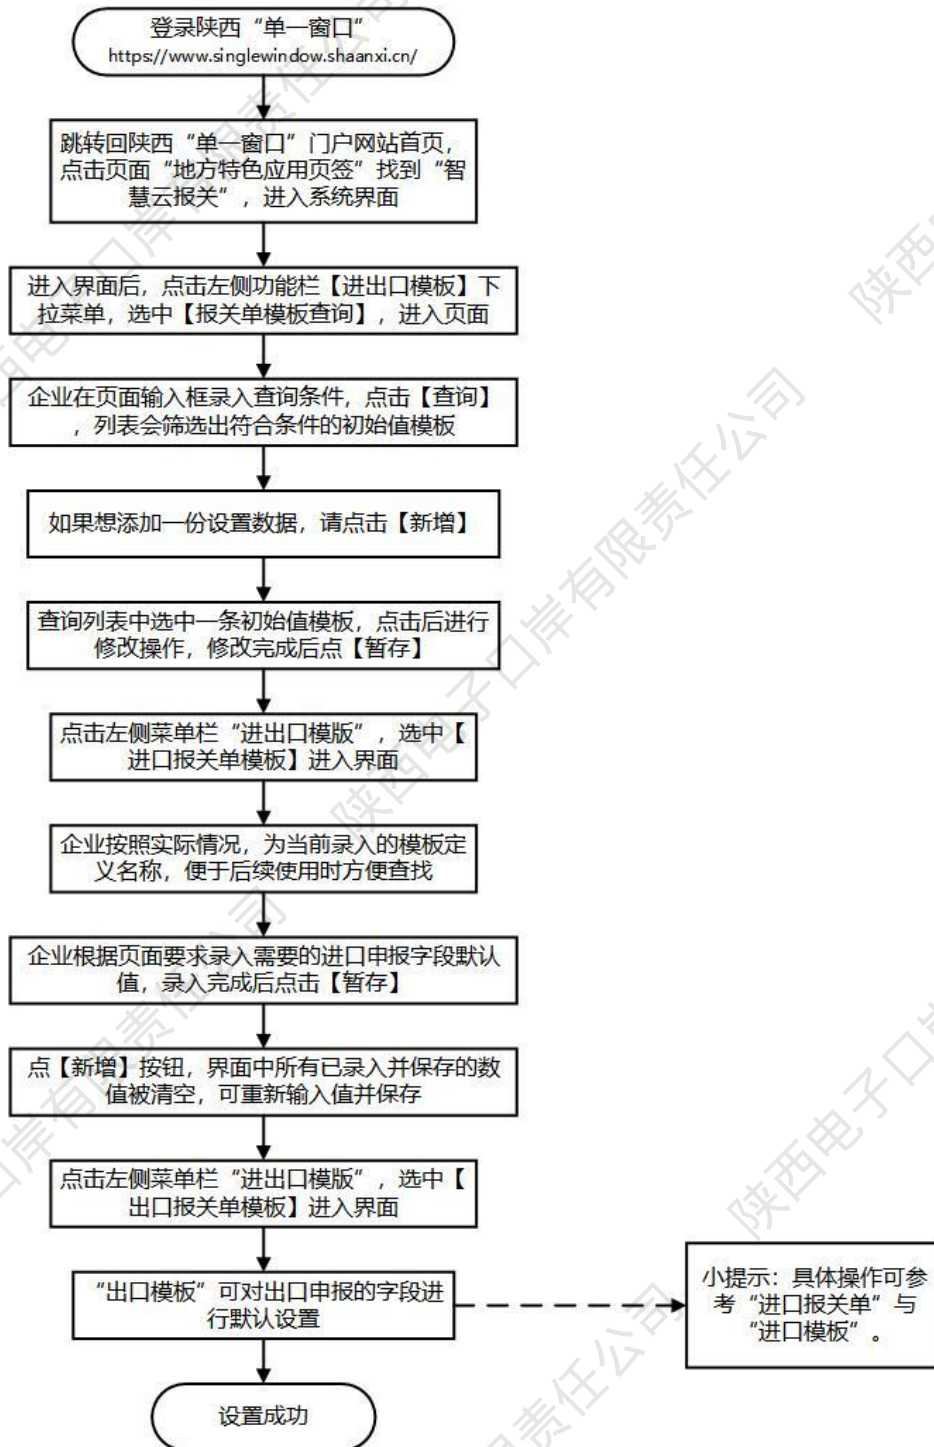 登录陕西“单一窗口”
https://www.singlewindow.shaanxi.cn/
跳转回陕西“单一窗口”门户网站首页，
点击页面“地方特色应用页签”找到“智
慧云报关”，进入系统界面
进入界面后，点击左侧功能栏【进出口模板】下
拉菜单，选中【报关单模板查询】，进入页面
企业在页面输入框录入查询条件，点击【查询】
，列表会筛选出符合条件的初始值模板
如果想添加一份设置数据，请点击【新增】
查询列表中选中一条初始值模板，点击后进行
修改操作，修改完成后点【暂存】
点击左侧菜单栏“进出口模版”，选中【
进口报关单模板】进入界面
企业按照实际情况，为当前录入的模板定
义名称，便于后续使用时方便查找
企业根据页面要求录入需要的进口申报字段默认
值，录入完成后点击【暂存】
点【新增】按钮，界面中所有已录入并保存的数
值被清空，可重新输入值并保存
点击左侧菜单栏“进出口模版”，选中【
出口报关单模板】进入界面
“出口模板”可对出口申报的字段进
行默认设置
小提示：具体操作可参
考“进口报关单”与
“进口模板”。
设置成功
陕西电子口岸有限责任公司